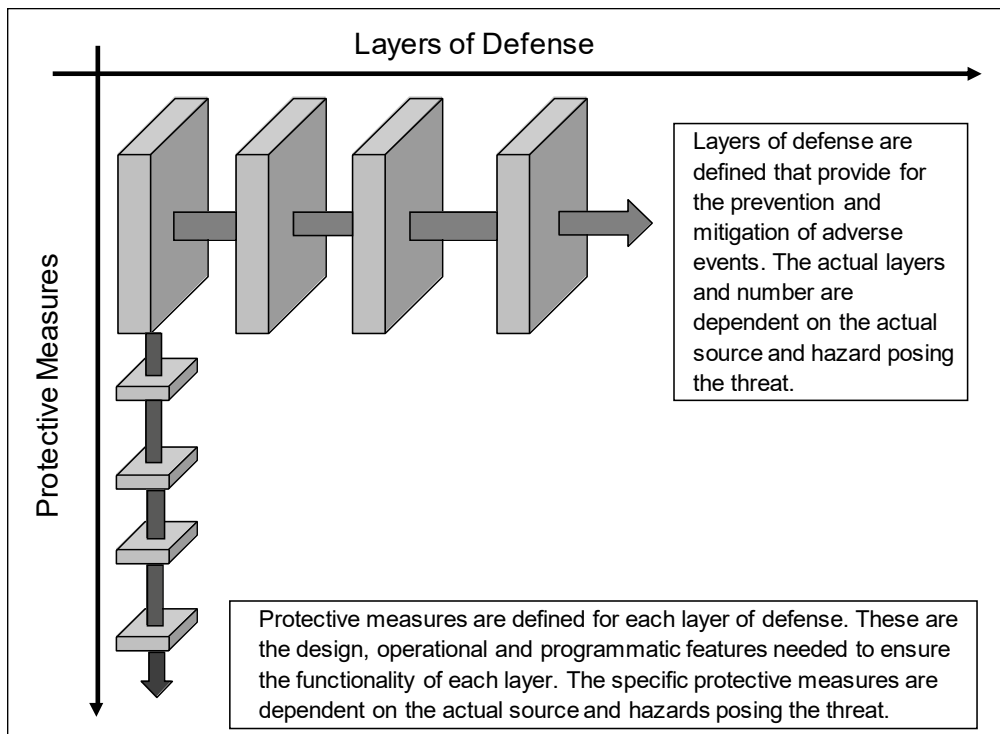 Layers of Defense
Protective Measures
Layers of defense are
defined that provide for
the prevention and
mitigation of adverse
events. The actual layers
and number are
dependent on the actual
source and hazard posing
the threat.
Protective measures are defined for each layer of defense. These are
the design, operational and programmatic features needed to ensure
the functionality of each layer. The specific protective measures are
dependent on the actual source and hazards posing the threat.